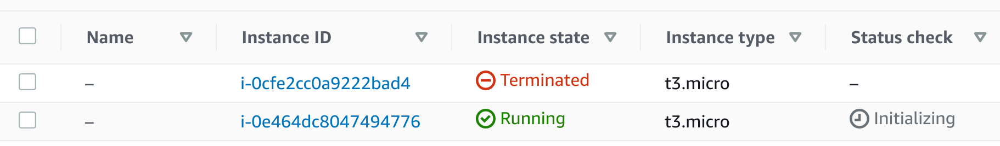 Name Instance ID Instance state Instance type Status check
– i-0cfe2cc0a9222bad4 Terminated t3.micro –
– i-0e464dc8047494776 Running t3.micro Initializing